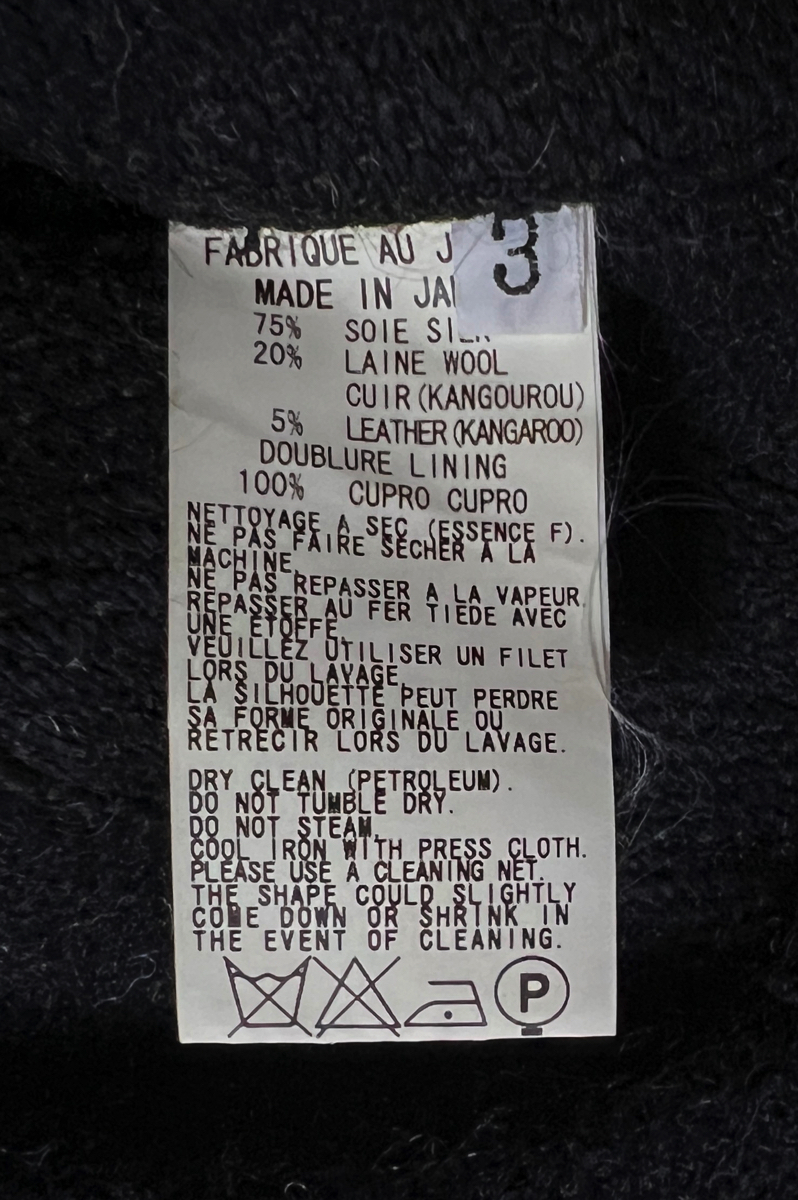 3
FABRIQUE AU J
MADE IN JA
75% SOIE
20% LAINE WOOL
CUIR (KANGOUROU)
5% LEATHER (KANGAROO)
DOUBLURE LINING
100% CUPRO CUPRO
NETTOYAGE A SEC (ESSENCE F).
NE PAS FAIRE SECHER A LA
MACHINE.
NE PAS REPASSER A LA VAPEUR.
REPASSER AU FER TIEDE AVEC
UNE ETOFFE.
VEUILLEZ UTILISER UN FILET
LORS DU LAVAGE.
LA SILHOUETTE PEUT PERDRE
SA FORME ORIGINALE OU
RETRECIR LORS DU LAVAGE.
DRY CLEAN (PETROLEUM).
DO NOT TUMBLE DRY.
DO NOT STEAM.
COOL IRON WITH PRESS CLOTH.
PLEASE USE A CLEANING NET.
THE SHAPE COULD SLIGHTLY
COME DOWN OR SHRINK IN
THE EVENT OF CLEANING.
P